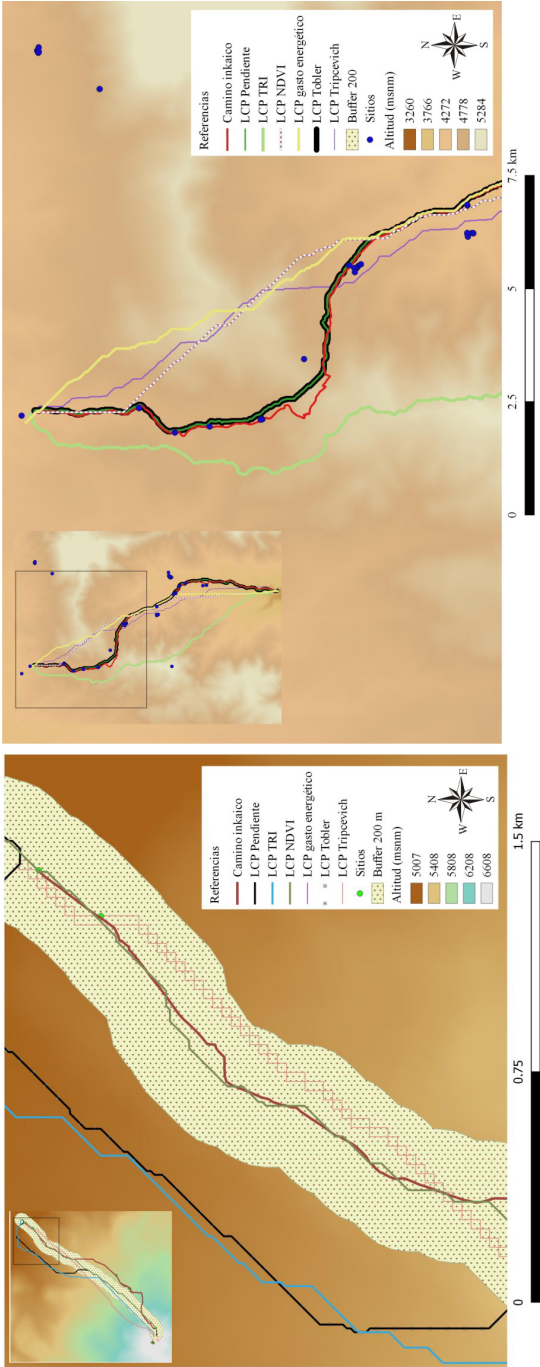 Referencias
Camino inkaico
LCP Pendiente
LCP TRI
LCP NDVI
LCP gasto energético
LCP Tobler
LCP Tripcevich
Sitios
Buffer 200 m
Altitud (msnm)
5007
5408
5808
6208
6608
N
E
S
W
0
0.75
1.5 km
Referencias
Camino inkaico
LCP Pendiente
LCP TRI
LCP NDVI
LCP gasto energético
LCP Tobler
LCP Tripcevich
Buffer 200
Sitios
Altitud (msnm)
3260
3766
4272
4778
5284
N
E
S
W
0
2.5
5
7.5 km